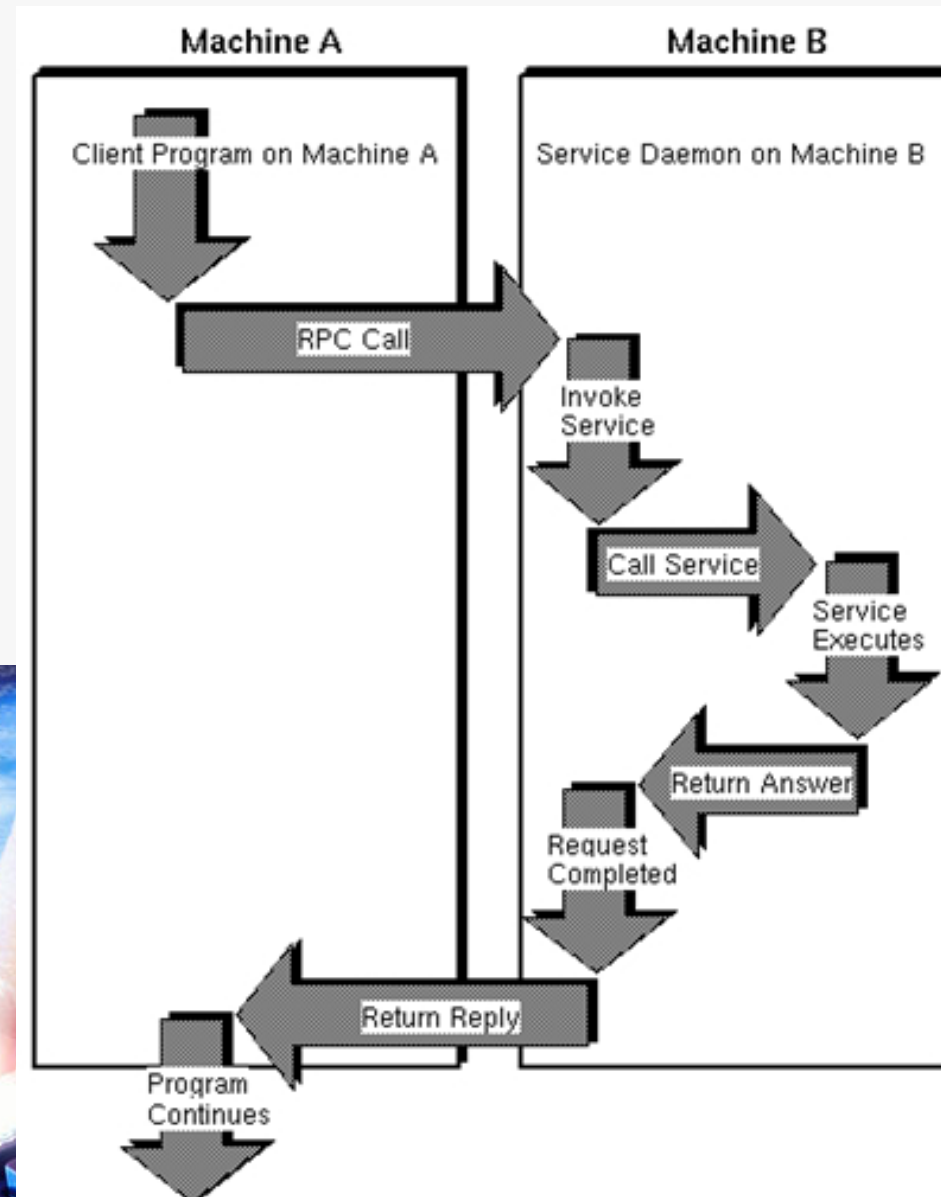 Machine A
Machine B
Client Program on Machine A
Service Daemon on Machine B
RPC Call
Invoke
Service
Call Service
Service
Executes
Return Answer
Request
Completed
Return Reply
Program
Continues